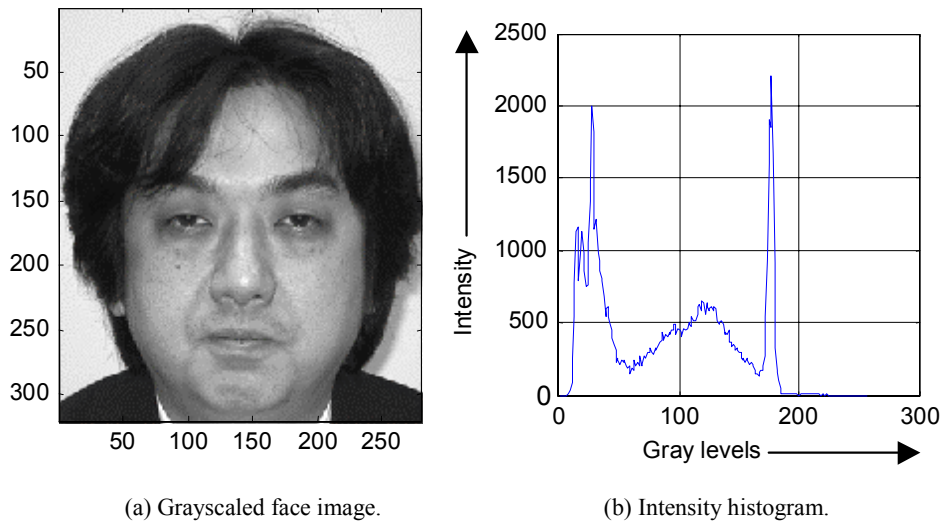 50
100
150
200
250
300
50 100 150 200 250
(a) Grayscaled face image.
2500
2000
1500
1000
500
0
0 100 200 300
Intensity
Gray levels
(b) Intensity histogram.